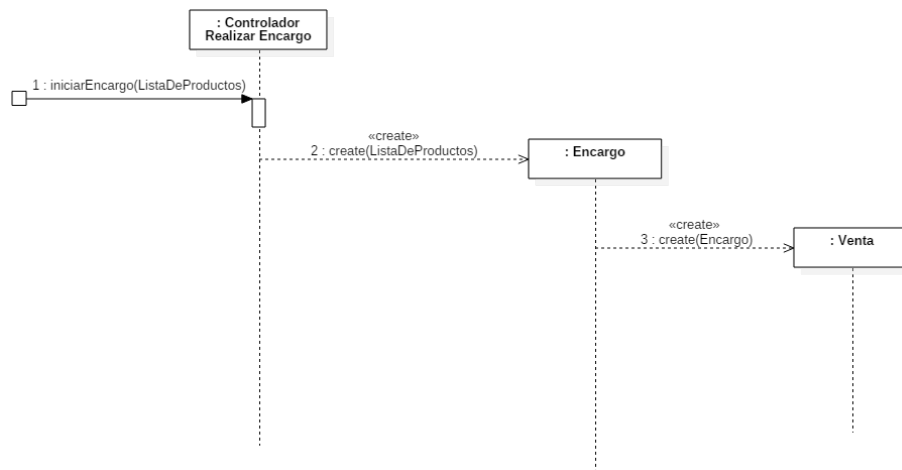 : Controlador
Realizar Encargo
1 : iniciarEncargo(ListaDeProductos)
«create»
2 : create(ListaDeProductos)
: Encargo
«create»
3 : create(Encargo)
: Venta